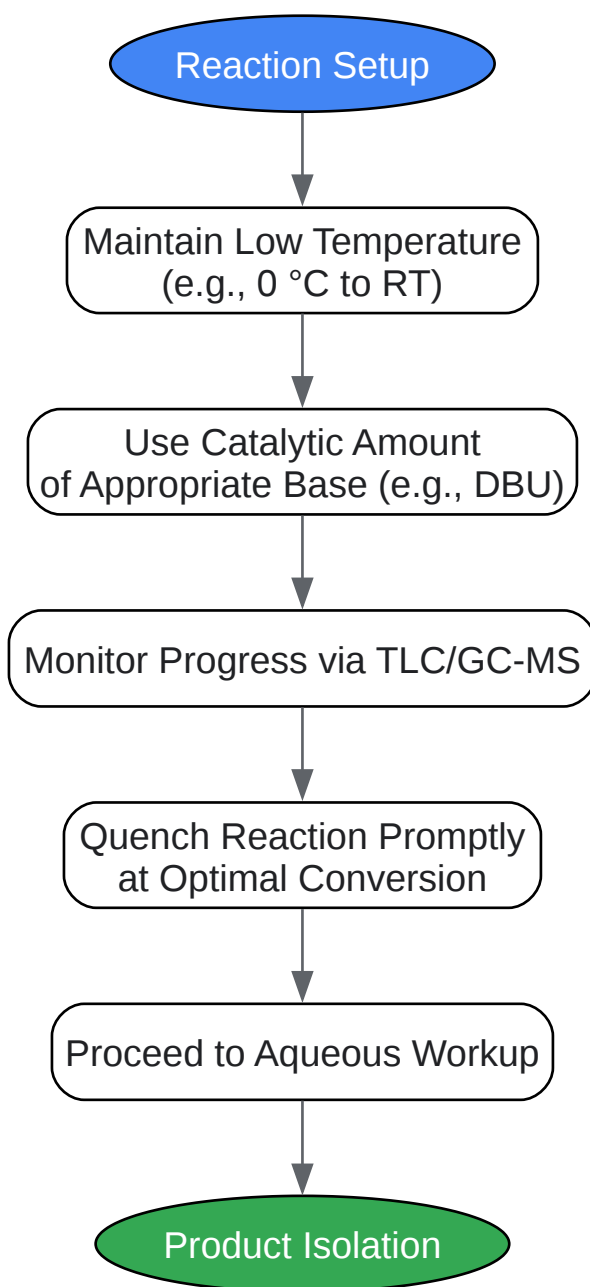 Reaction Setup
Maintain Low Temperature
(e.g., 0 °C to RT)
Use Catalytic Amount
of Appropriate Base (e.g., DBU)
Monitor Progress via TLC/GC-MS
Quench Reaction Promptly
at Optimal Conversion
Proceed to Aqueous Workup
Product Isolation